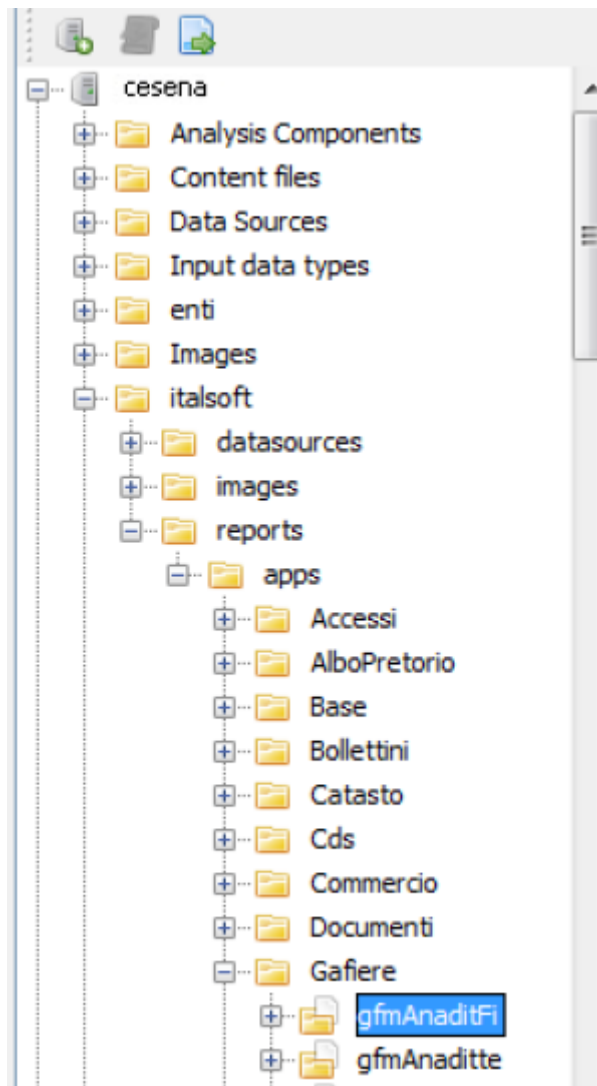 cesena
Analysis Components
Content files
Data Sources
Input data types
enti
Images
italsoft
datasources
images
reports
apps
Accessi
AlboPretorio
Base
Bollettini
Catasto
Cds
Commercio
Documenti
Gafiere
gfmAnaditFi
gfmAnaditte